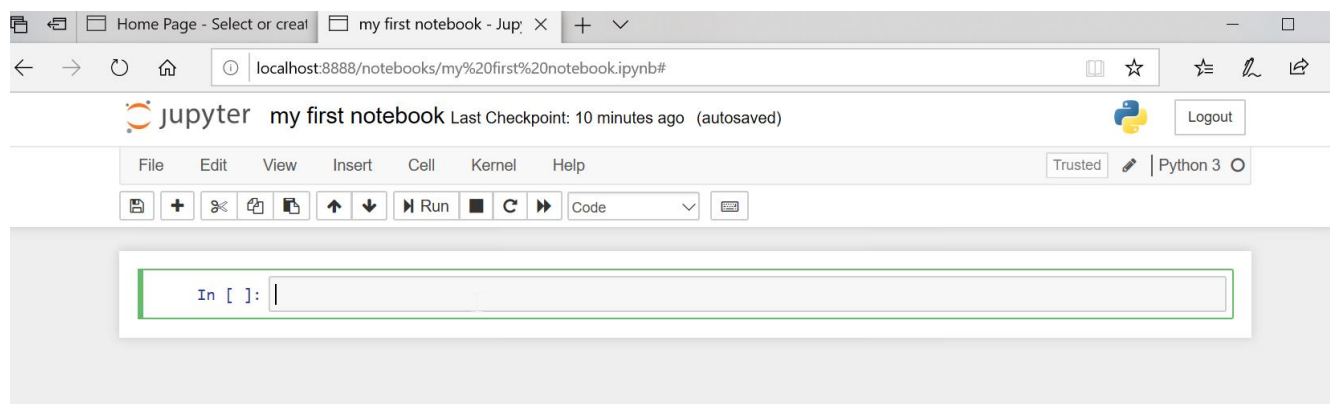 Home Page - Select or creat my first notebook - Jup
localhost:8888/notebooks/my%20first%20notebook.ipynb#
jupyter my first notebook Last Checkpoint: 10 minutes ago (autosaved) Logout
File Edit View Insert Cell Kernel Help Trusted Python 3
Run Code
In [ ]: